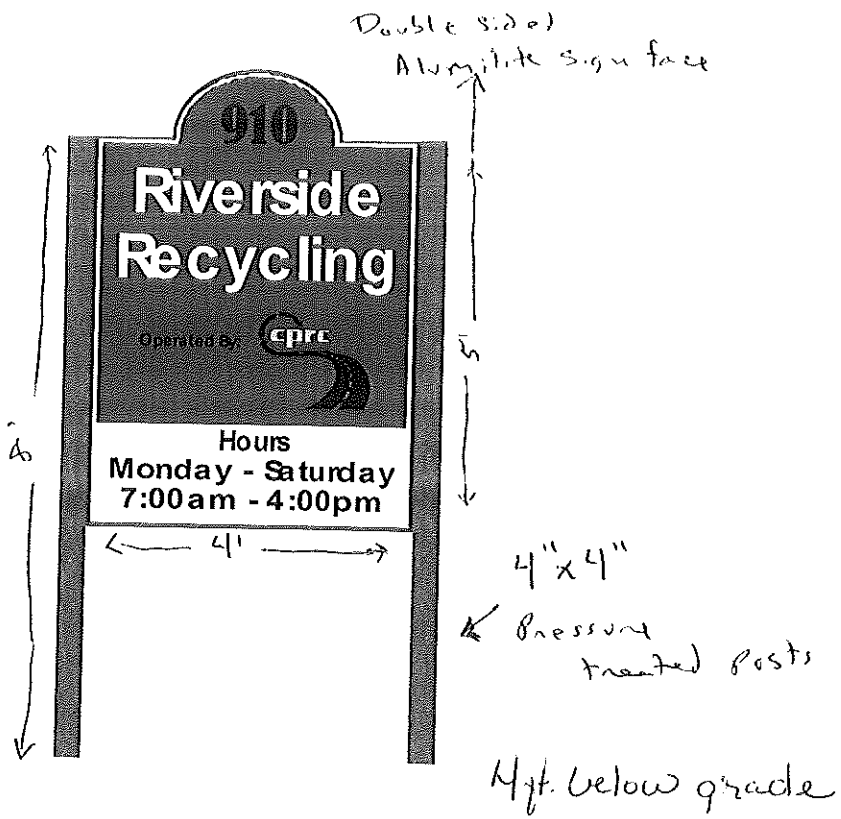 Double sided
Alumilite sign face
910
Riverside
Recycling
Operated By:
cprc
Hours
Monday - Saturday
7:00am - 4:00pm
4'
4"x4"
Pressure
treated Posts
below grade